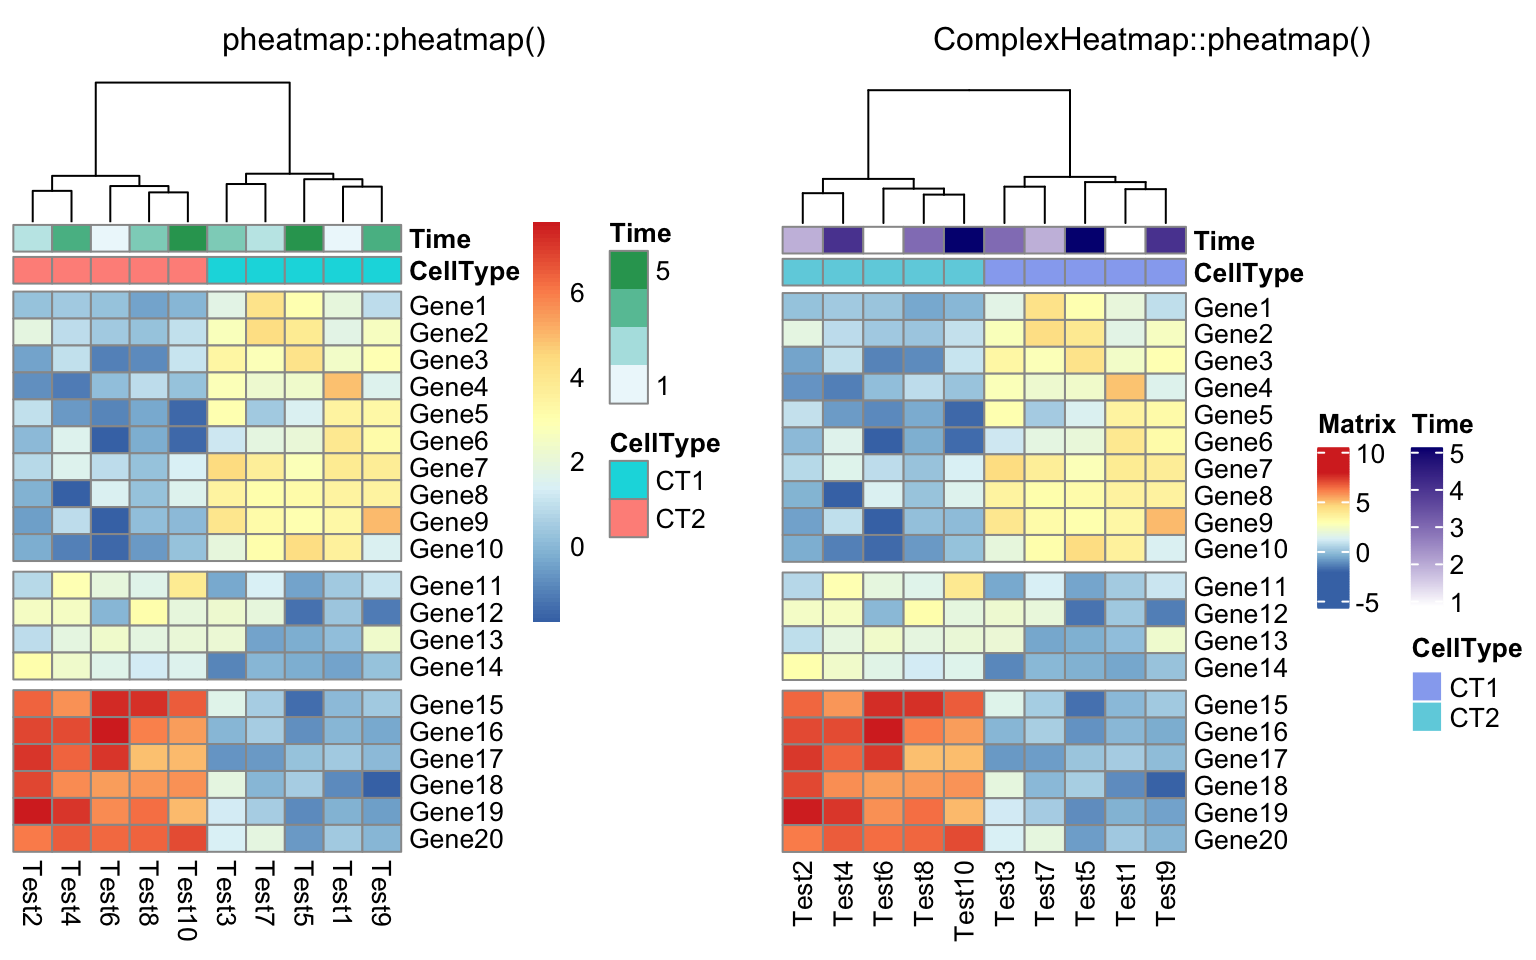 pheatmap::pheatmap()
Time
CellType
Gene1
Gene2
Gene3
Gene4
Gene5
Gene6
Gene7
Gene8
Gene9
Gene10
Gene11
Gene12
Gene13
Gene14
Gene15
Gene16
Gene17
Gene18
Gene19
Gene20
Test2
Test4
Test6
Test8
Test10
Test3
Test7
Test5
Test1
Test9
6
4
2
0
Time
5
1
CellType
CT1
CT2
ComplexHeatmap::pheatmap()
Time
CellType
Gene1
Gene2
Gene3
Gene4
Gene5
Gene6
Gene7
Gene8
Gene9
Gene10
Gene11
Gene12
Gene13
Gene14
Gene15
Gene16
Gene17
Gene18
Gene19
Gene20
Test2
Test4
Test6
Test8
Test10
Test3
Test7
Test5
Test1
Test9
Matrix
10
5
0
-5
Time
5
4
3
2
1
CellType
CT1
CT2